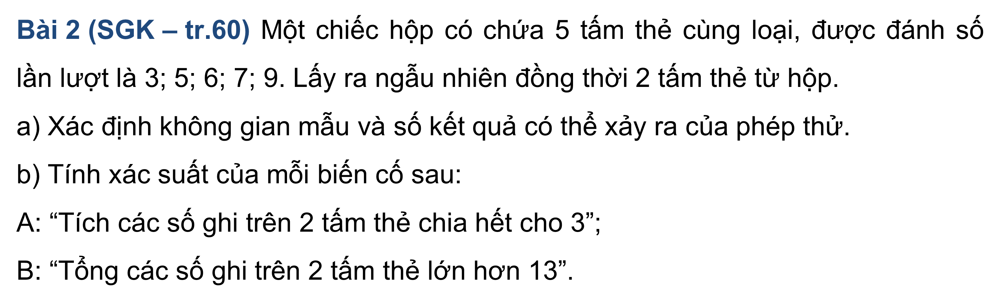 Bài 2 (SGK – tr.60) Một chiếc hộp có chứa 5 tấm thẻ cùng loại, được đánh số
lần lượt là 3; 5; 6; 7; 9. Lấy ra ngẫu nhiên đồng thời 2 tấm thẻ từ hộp.
a) Xác định không gian mẫu và số kết quả có thể xảy ra của phép thử.
b) Tính xác suất của mỗi biến cố sau:
A: “Tích các số ghi trên 2 tấm thẻ chia hết cho 3”;
B: “Tổng các số ghi trên 2 tấm thẻ lớn hơn 13”.